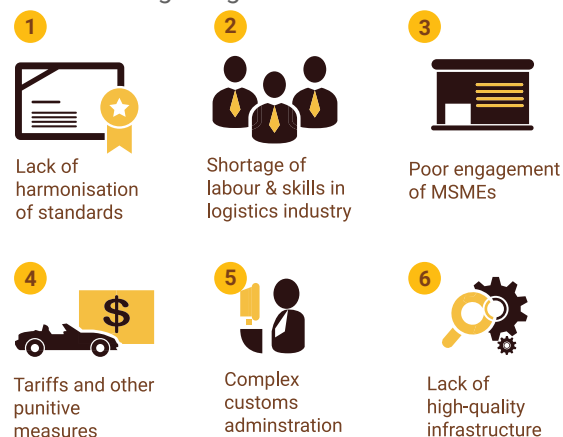 1
Lack of
harmonisation
of standards
2
Shortage of
labour & skills in
logistics industry
3
Poor engagement
of MSMEs
4
$
Tariffs and other
punitive
measures
5
Complex
customs
adminstration
6
Lack of
high-quality
infrastructure